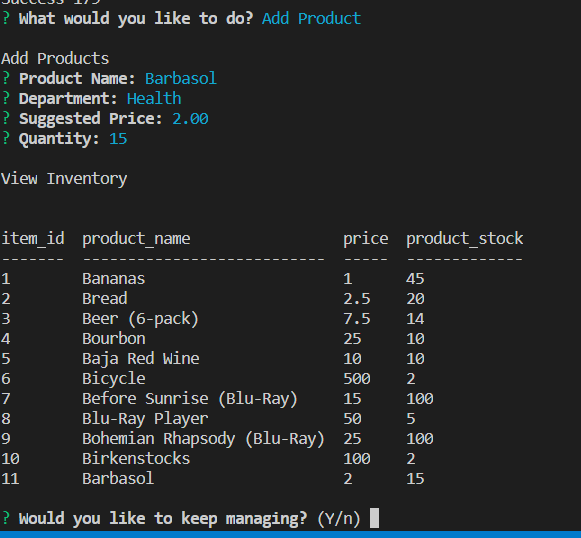 Success 179
? What would you like to do? Add Product
Add Products
? Product Name: Barbasol
? Department: Health
? Suggested Price: 2.00
? Quantity: 15
View Inventory
item_id  product_name                 price  product_stock
-------  ---------------------------  -----  -------------
1        Bananas                      1      45
2        Bread                        2.5    20
3        Beer (6-pack)                7.5    14
4        Bourbon                      25     10
5        Baja Red Wine                10     10
6        Bicycle                      500    2
7        Before Sunrise (Blu-Ray)     15     100
8        Blu-Ray Player               50     5
9        Bohemian Rhapsody (Blu-Ray)  25     100
10       Birkenstocks                 100    2
11       Barbasol                     2      15
? Would you like to keep managing? (Y/n)